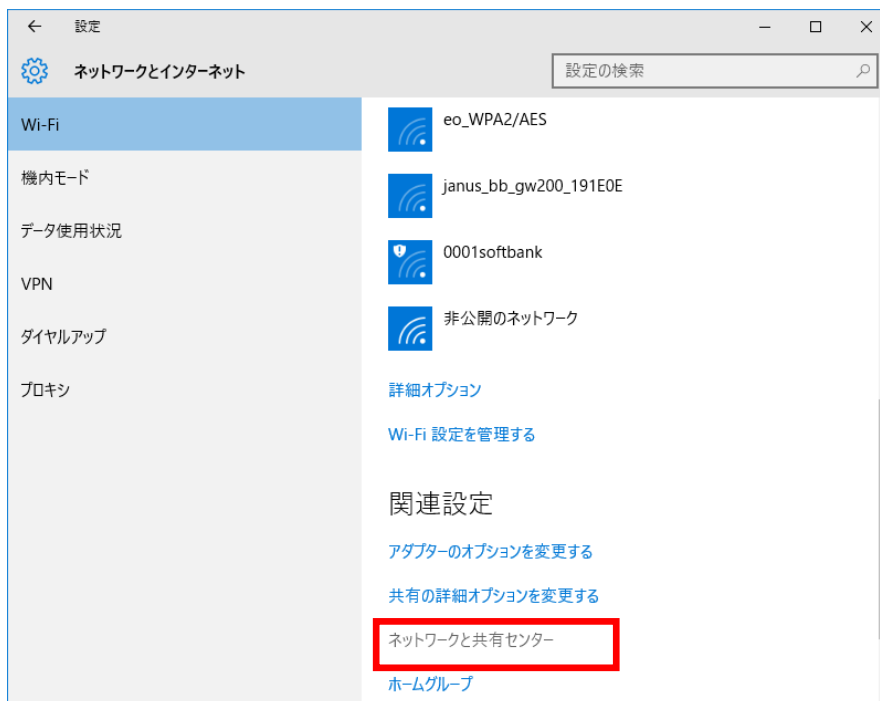 設定
ネットワークとインターネット
設定の検索
Wi-Fi
機内モード
データ使用状況
VPN
ダイヤルアップ
プロキシ
eo_WPA2/AES
janus_bb_gw200_191E0E
0001softbank
非公開のネットワーク
詳細オプション
Wi-Fi 設定を管理する
関連設定
アダプターのオプションを変更する
共有の詳細オプションを変更する
ネットワークと共有センター
ホームグループ